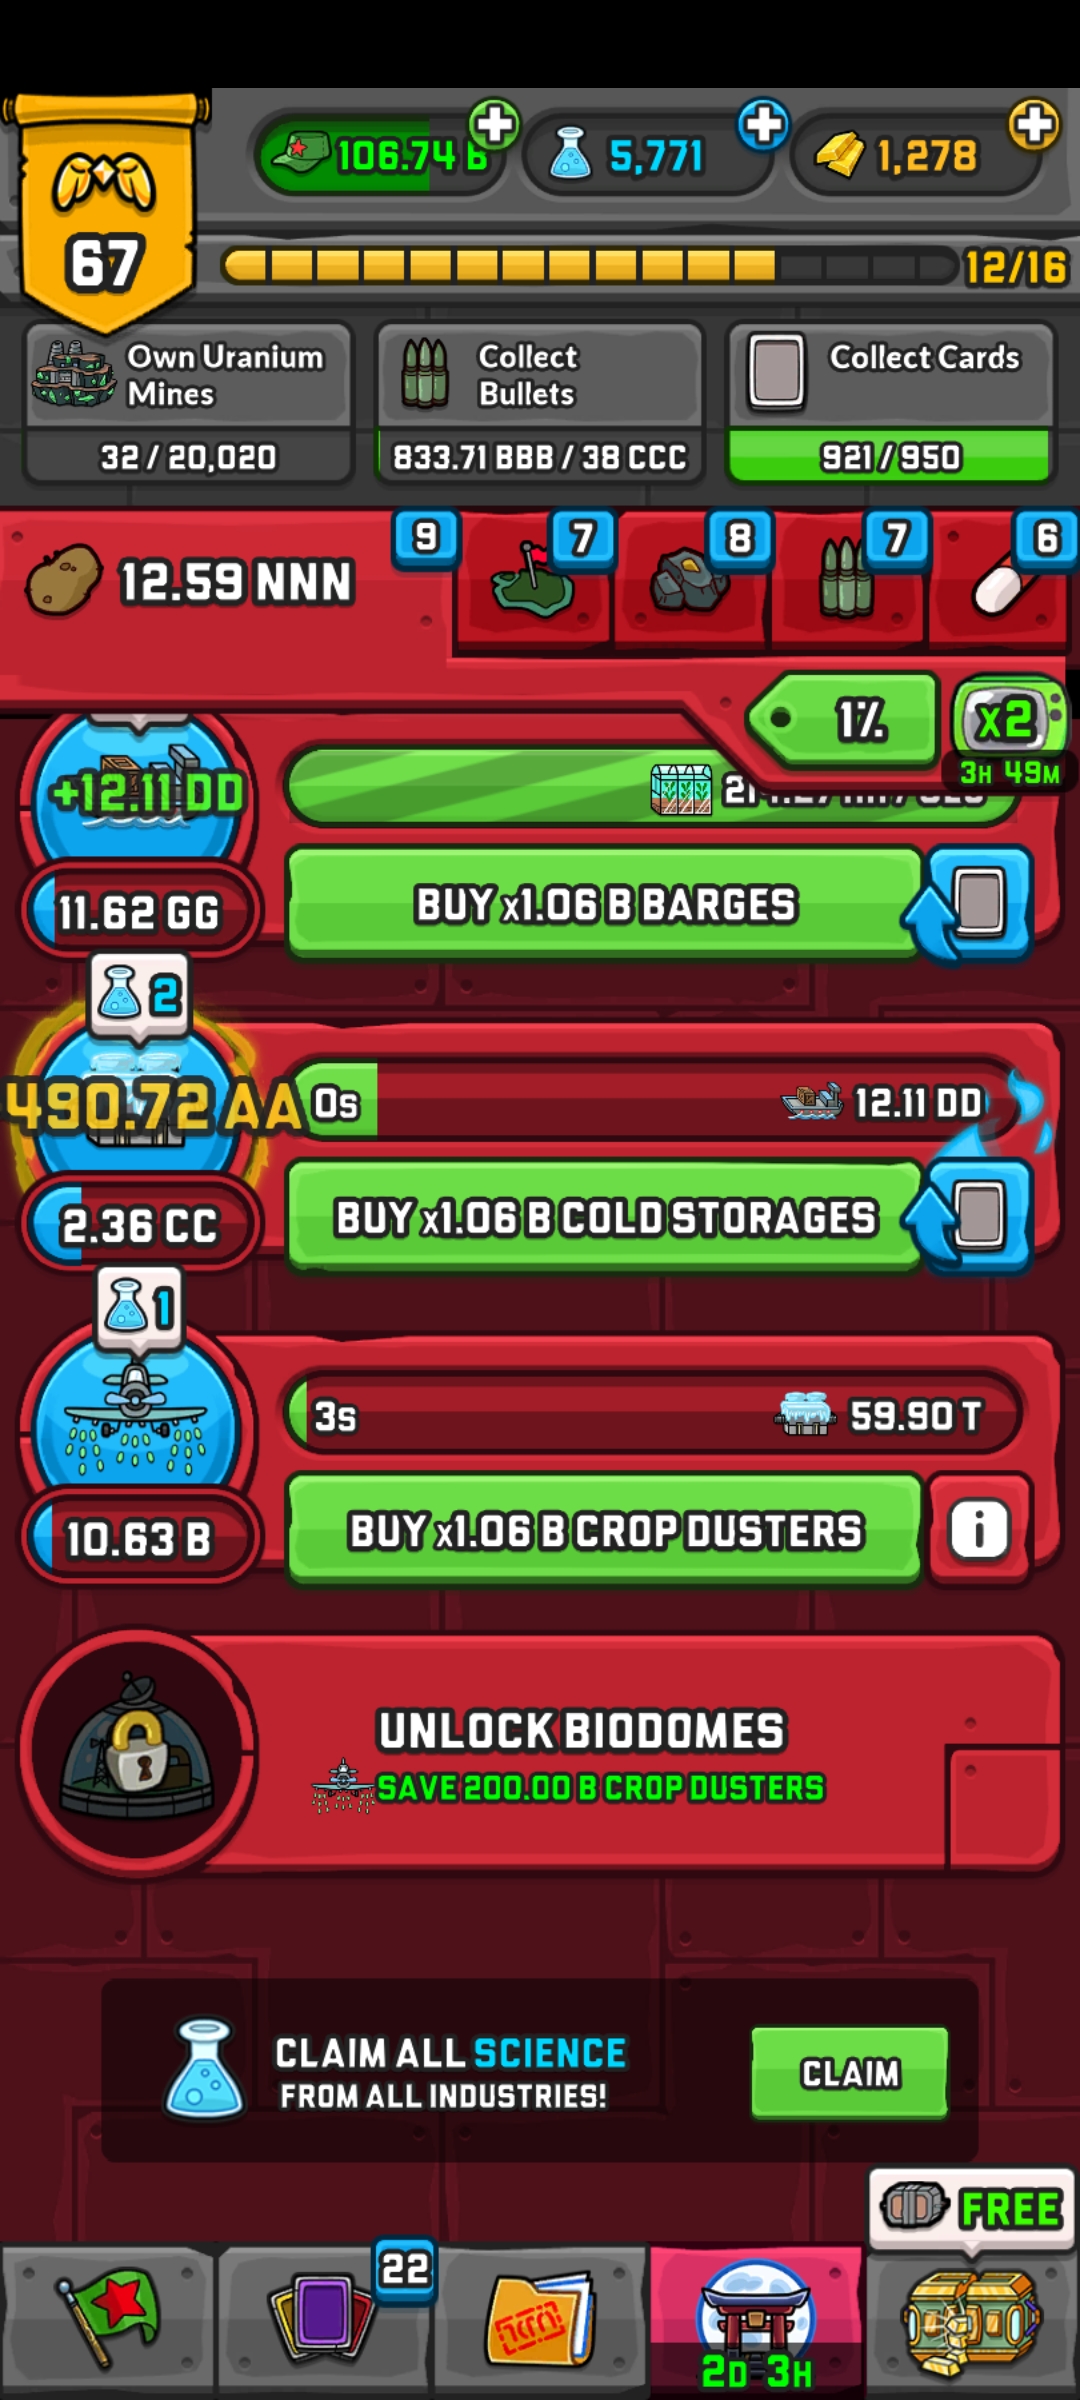 106.74 B
5,771
1,278
67
12/16
Own Uranium
Mines
32 / 20,020
Collect
Bullets
833.71 BBB / 38 CCC
Collect Cards
921 / 950
12.59 NNN
9
7
8
7
6
1%
x2
3H 49M
+12.11 DD
11.62 GG
BUY x1.06 B BARGES
2
490.72 AA
0s
12.11 DD
2.36 CC
BUY x1.06 B COLD STORAGES
1
3s
59.90 T
10.63 B
BUY x1.06 B CROP DUSTERS
i
UNLOCK BIODOMES
SAVE 200.00 B CROP DUSTERS
CLAIM ALL SCIENCE
FROM ALL INDUSTRIES!
CLAIM
FREE
22
2D 3H